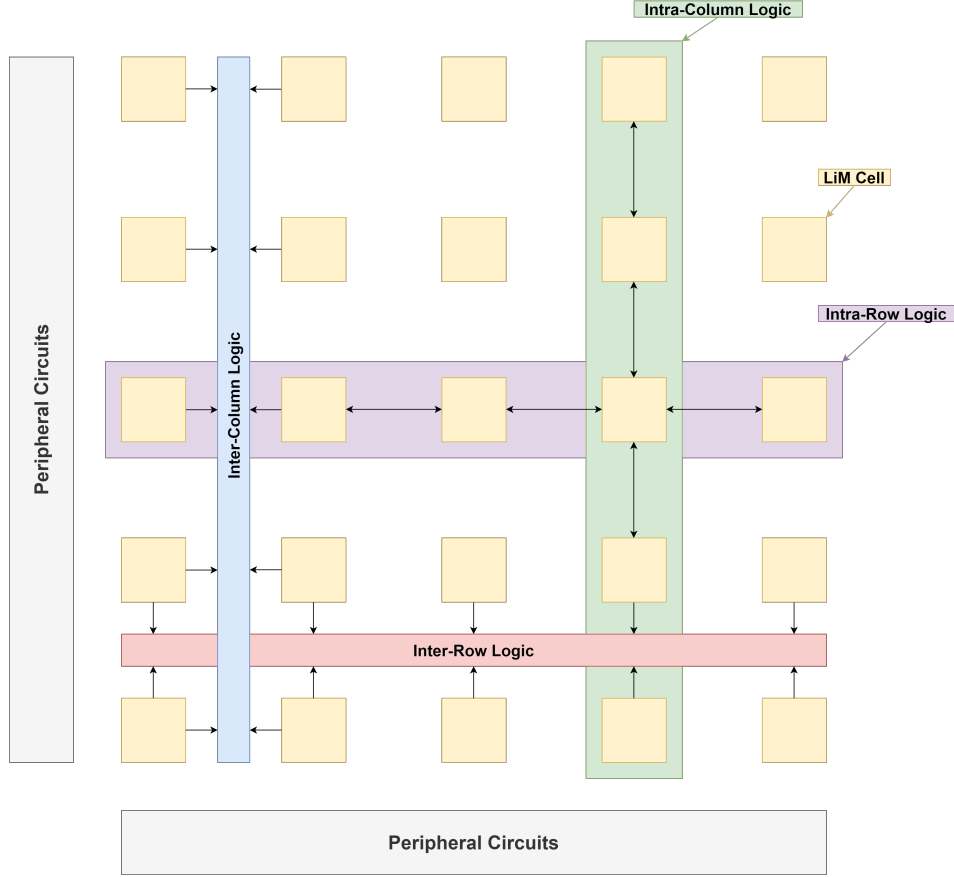 Intra-Column Logic
LiM Cell
Intra-Row Logic
Peripheral Circuits
Inter-Column Logic
Inter-Row Logic
Peripheral Circuits